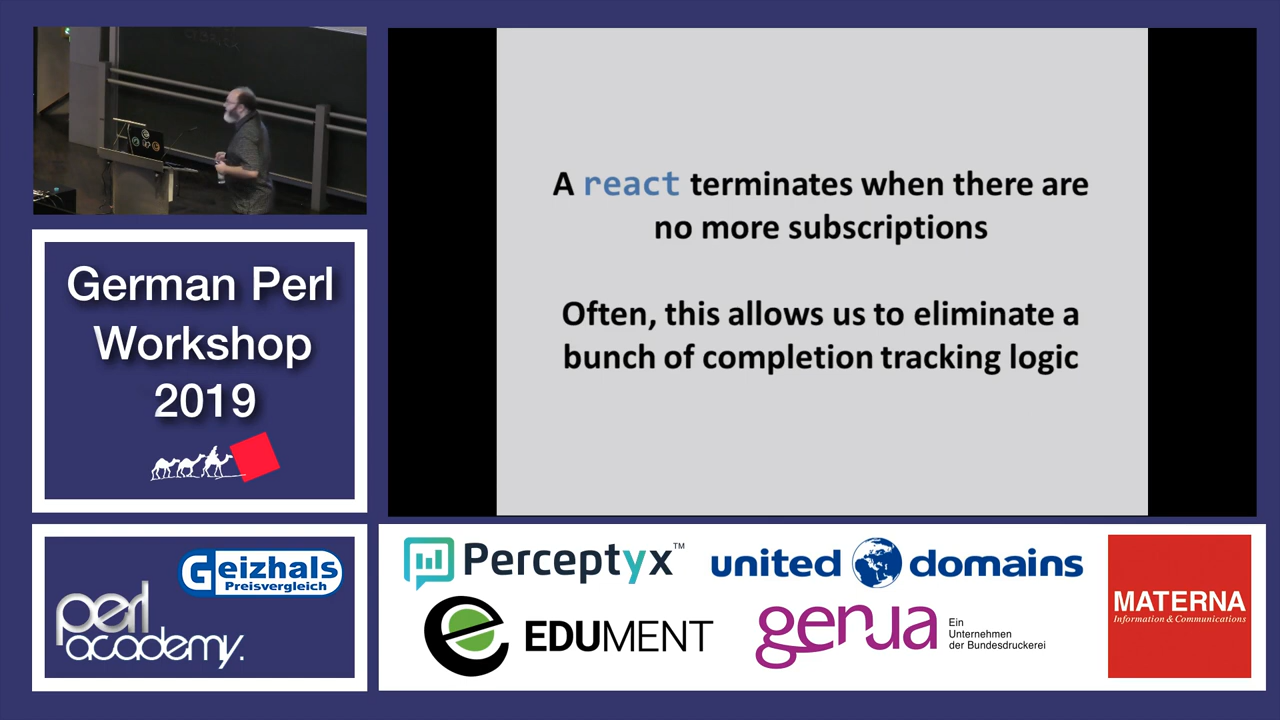 A react terminates when there are
no more subscriptions
Often, this allows us to eliminate a
bunch of completion tracking logic
German Perl
Workshop
2019
Geizhals
Preisvergleich
perl
academy.
Perceptyx™
united domains
EDUMENT
genua
Ein
Unternehmen
der Bundesdruckerei
MATERNA
Information & Communications